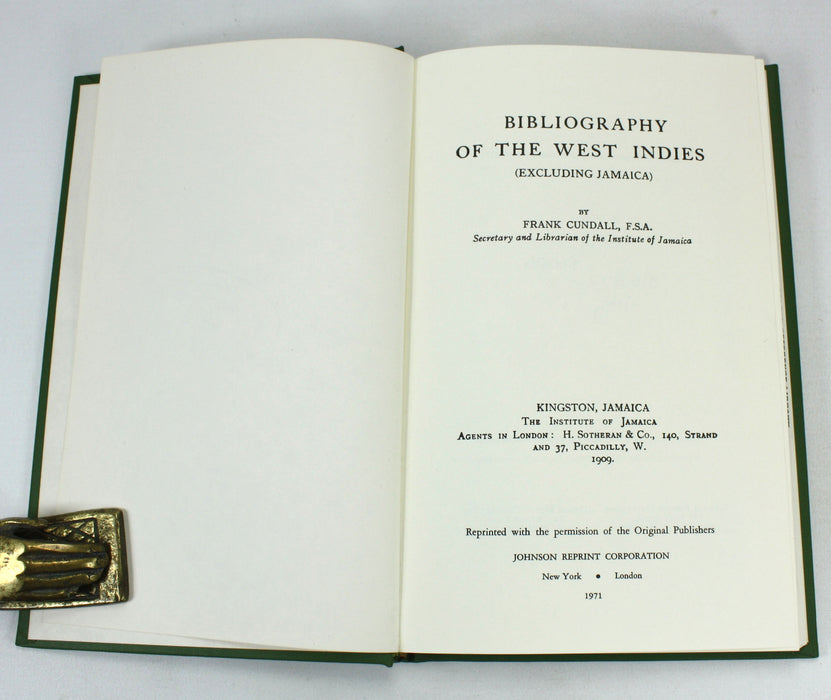 BIBLIOGRAPHY
OF THE WEST INDIES
(EXCLUDING JAMAICA)
BY
FRANK CUNDALL, F.S.A.
Secretary and Librarian of the Institute of Jamaica
KINGSTON, JAMAICA
THE INSTITUTE OF JAMAICA
AGENTS IN LONDON: H. SOTHERAN & CO., 140, STRAND
AND 37, PICCADILLY, W.
1909.
Reprinted with the permission of the Original Publishers
JOHNSON REPRINT CORPORATION
New York ● London
1971